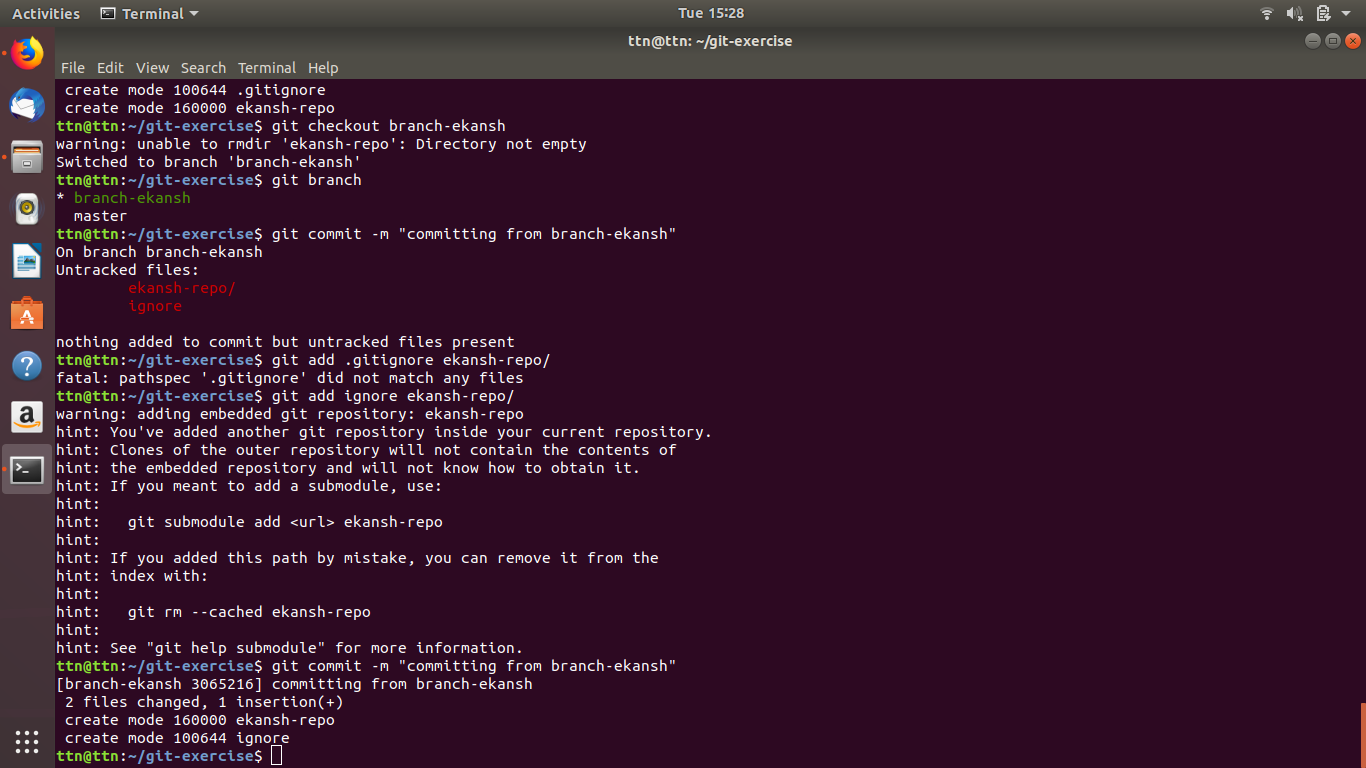 Activities
Terminal
Tue 15:28
ttn@ttn: ~/git-exercise
File Edit View Search Terminal Help
 create mode 100644 .gitignore
 create mode 160000 ekansh-repo
ttn@ttn:~/git-exercise$ git checkout branch-ekansh
warning: unable to rmdir 'ekansh-repo': Directory not empty
Switched to branch 'branch-ekansh'
ttn@ttn:~/git-exercise$ git branch
* branch-ekansh
  master
ttn@ttn:~/git-exercise$ git commit -m "committing from branch-ekansh"
On branch branch-ekansh
Untracked files:
        ekansh-repo/
        ignore

nothing added to commit but untracked files present
ttn@ttn:~/git-exercise$ git add .gitignore ekansh-repo/
fatal: pathspec '.gitignore' did not match any files
ttn@ttn:~/git-exercise$ git add ignore ekansh-repo/
warning: adding embedded git repository: ekansh-repo
hint: You've added another git repository inside your current repository.
hint: Clones of the outer repository will not contain the contents of
hint: the embedded repository and will not know how to obtain it.
hint: If you meant to add a submodule, use:
hint:
hint:   git submodule add <url> ekansh-repo
hint:
hint: If you added this path by mistake, you can remove it from the
hint: index with:
hint:
hint:   git rm --cached ekansh-repo
hint:
hint: See "git help submodule" for more information.
ttn@ttn:~/git-exercise$ git commit -m "committing from branch-ekansh"
[branch-ekansh 3065216] committing from branch-ekansh
 2 files changed, 1 insertion(+)
 create mode 160000 ekansh-repo
 create mode 100644 ignore
ttn@ttn:~/git-exercise$